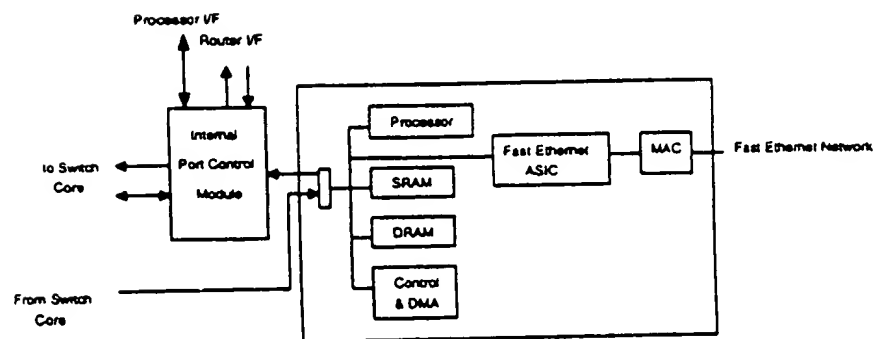 Processor I/F
Router I/F
Internal
Port Control
Module
to Switch
Core
From Switch
Core
Processor
SRAM
DRAM
Control
& DMA
Fast Ethernet
ASIC
MAC
Fast Ethernet Network